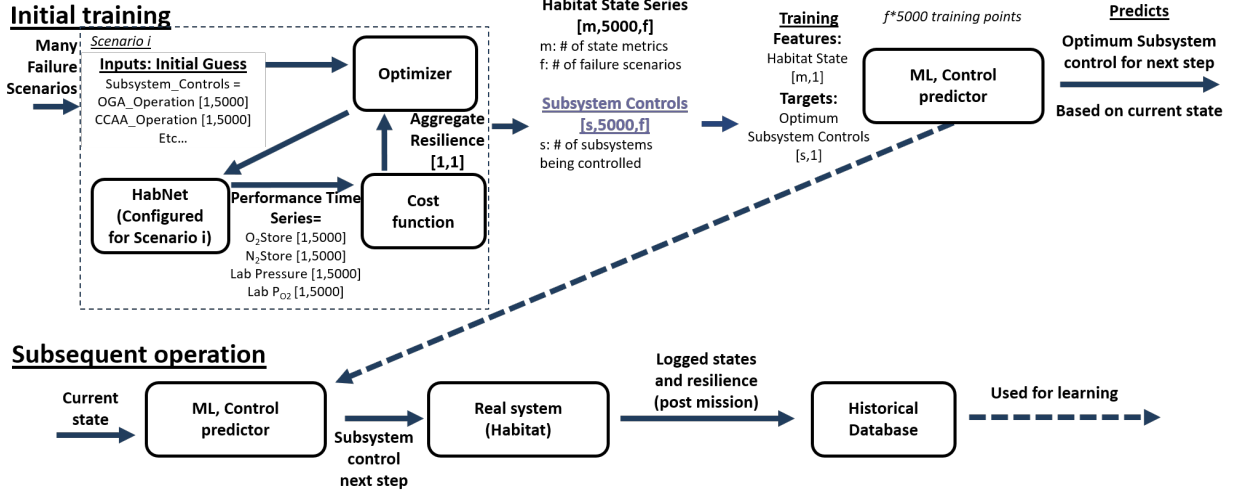 Initial training
Many
Failure
Scenarios
Scenario i
Inputs: Initial Guess
Subsystem_Controls =
OGA_Operation [1,5000]
CCAA_Operation [1,5000]
Etc...
Optimizer
Aggregate
Resilience
[1,1]
HabNet
(Configured
for Scenario i)
Performance Time
Series=
O₂Store [1,5000]
N₂Store [1,5000]
Lab Pressure [1,5000]
Lab P_O2 [1,5000]
Cost
function
Habitat State Series
[m,5000,f]
m: # of state metrics
f: # of failure scenarios
Subsystem Controls
[s,5000,f]
s: # of subsystems
being controlled
Training
Features:
Habitat State
[m,1]
Targets:
Optimum
Subsystem Controls
[s,1]
f*5000 training points
ML, Control
predictor
Predicts
Optimum Subsystem
control for next step
Based on current state
Subsequent operation
Current
state
ML, Control
predictor
Subsystem
control
next step
Real system
(Habitat)
Logged states
and resilience
(post mission)
Historical
Database
Used for learning